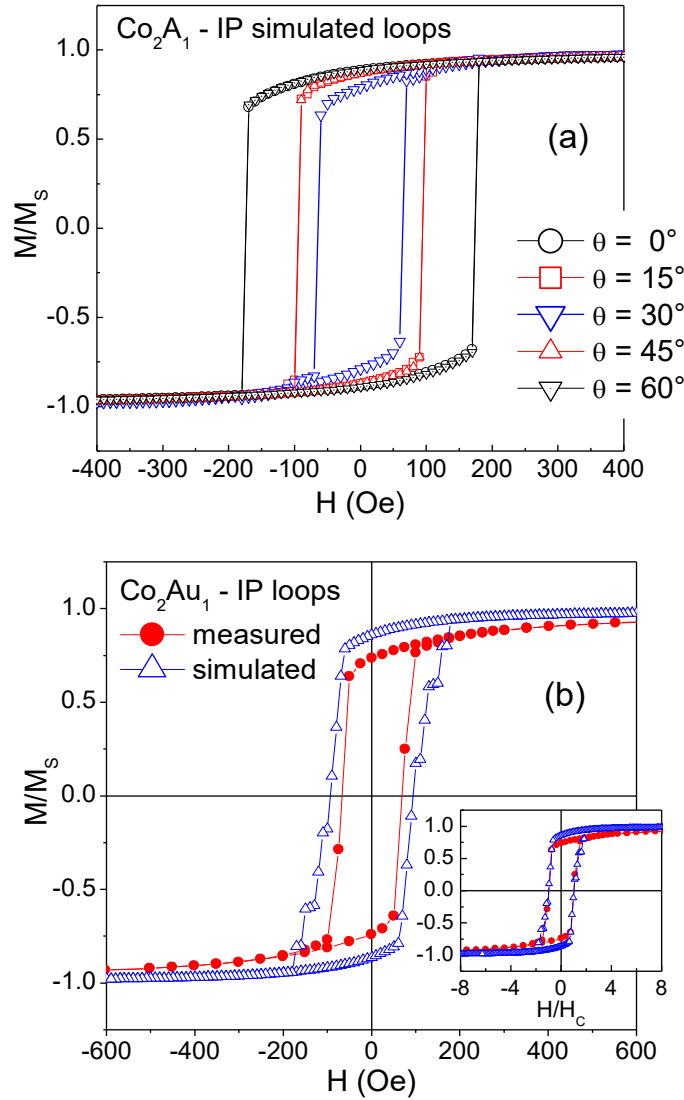 Co₂A₁ - IP simulated loops
(a)
M/M_S
1.0
0.5
0.0
-0.5
-1.0
θ = 0°
θ = 15°
θ = 30°
θ = 45°
θ = 60°
-400 -300 -200 -100 0 100 200 300 400
H (Oe)
Co₂Au₁ - IP loops
measured
simulated
(b)
M/M_S
1.0
0.5
0.0
-0.5
-1.0
-600 -400 -200 0 200 400 600
H (Oe)
1.0
0.5
0.0
-0.5
-1.0
-8 -4 0 4 8
H/H_C